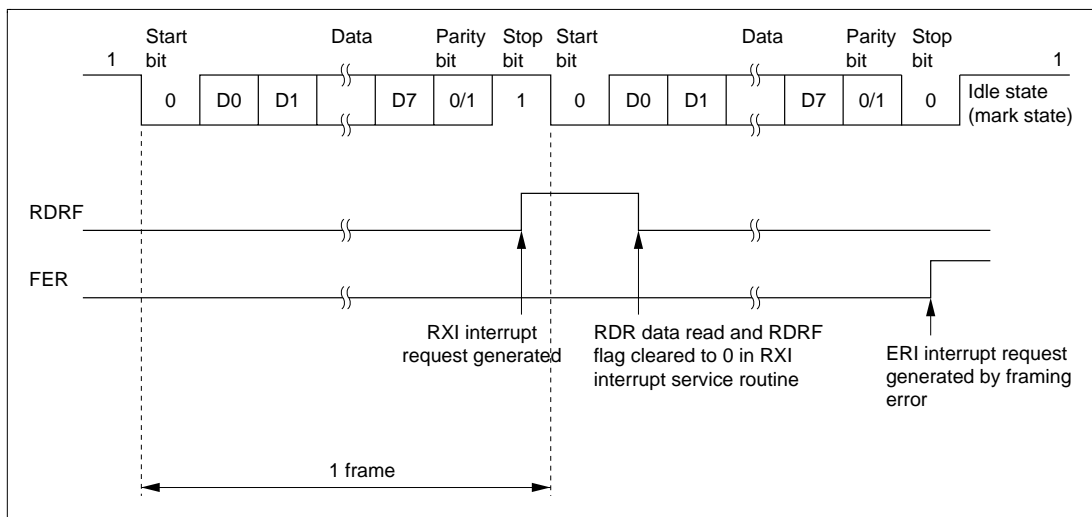 Start bit
Data
Parity bit
Stop bit
Start bit
Data
Parity bit
Stop bit
1
1
0
D0
D1
D7
0/1
1
0
D0
D1
D7
0/1
0
Idle state
(mark state)
RDRF
FER
RXI interrupt
request generated
RDR data read and RDRF
flag cleared to 0 in RXI
interrupt service routine
ERI interrupt request
generated by framing
error
1 frame